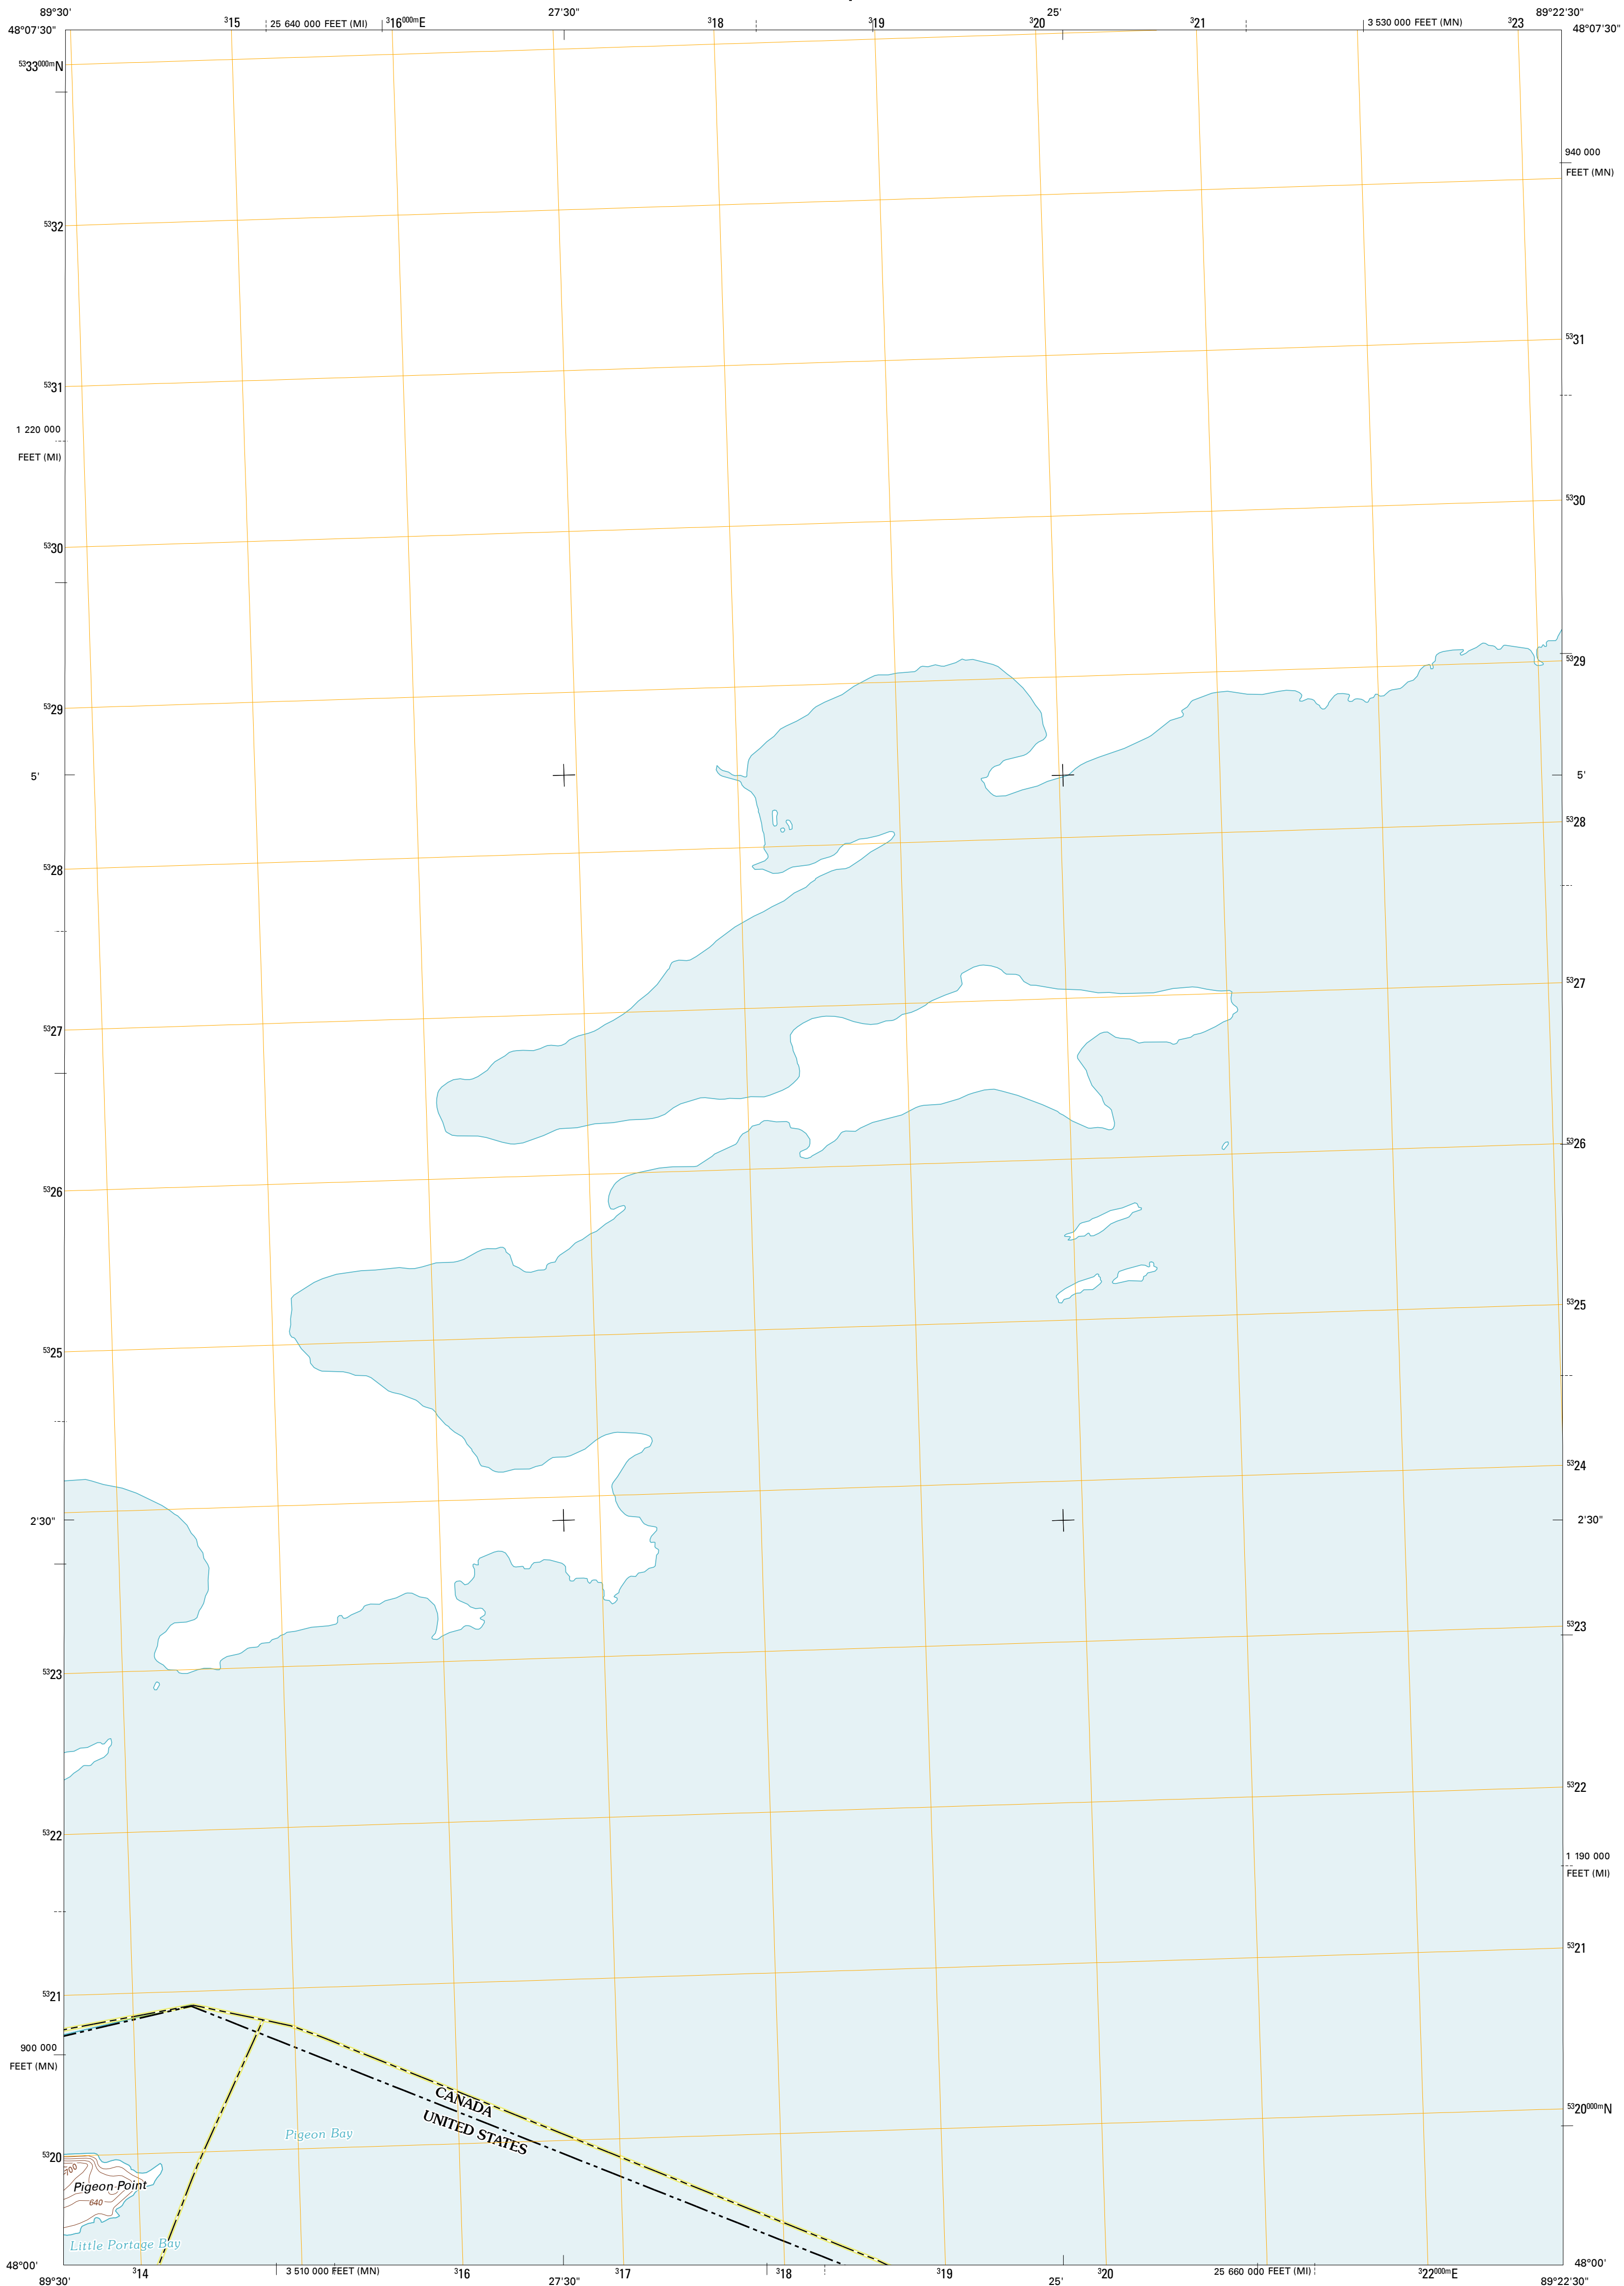 89°30' 27'30" 25' 89°22'30"
315 25 640 000 FEET (MI) 316000mE 318 319 320 321 3 530 000 FEET (MN) 323
48°07'30" 48°07'30"
5333000mN
940 000
FEET (MN)
5332
5331
5331
1 220 000
FEET (MI)
5330
5330
5329
5329
5' 5'
5328
5328
5327
5327
5326
5326
5325
5325
5324
2'30" 2'30"
5323
5323
5322
5322
1 190 000
FEET (MI)
5321
5321
900 000
FEET (MN)
CANADA
UNITED STATES
5320000mN
Pigeon Bay
5320
700
Pigeon Point
640
Little Portage Bay
48°00' 48°00'
314 3 510 000 FEET (MN) 316 317 318 319 320 25 660 000 FEET (MI) 322000mE
89°30' 27'30" 25' 89°22'30"